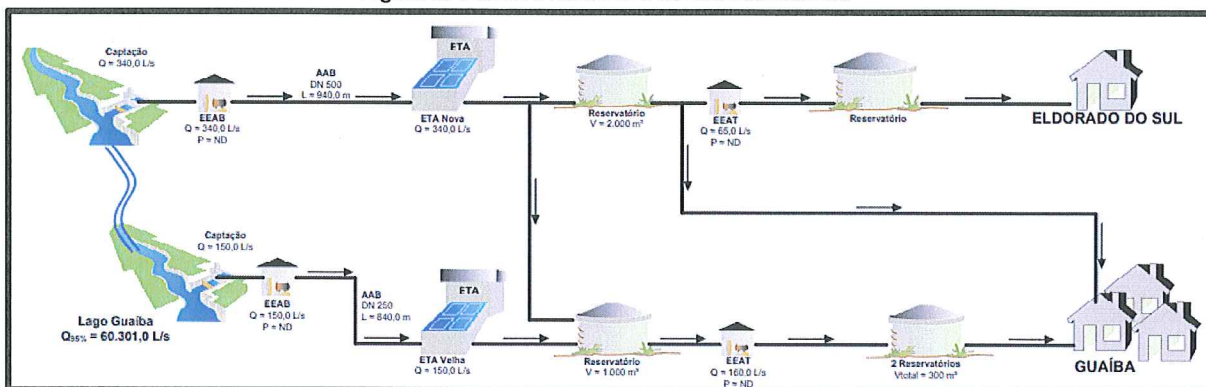 Captação
Q = 340,0 L/s
EEAB
Q = 340,0 L/s
P = ND
AAB
DN 500
L = 940,0 m
ETA
ETA Nova
Q = 340,0 L/s
Reservatório
V = 2.000 m³
EEAT
Q = 65,0 L/s
P = ND
Reservatório
ELDORADO DO SUL
Captação
Q = 150,0 L/s
EEAB
Q = 150,0 L/s
P = ND
Lago Guaíba
Q95% = 60.301,0 L/s
AAB
DN 250
L = 840,0 m
ETA
ETA Velha
Q = 150,0 L/s
Reservatório
V = 1.000 m³
EEAT
Q = 160,0 L/s
P = ND
2 Reservatórios
Vtotal = 300 m³
GUAÍBA